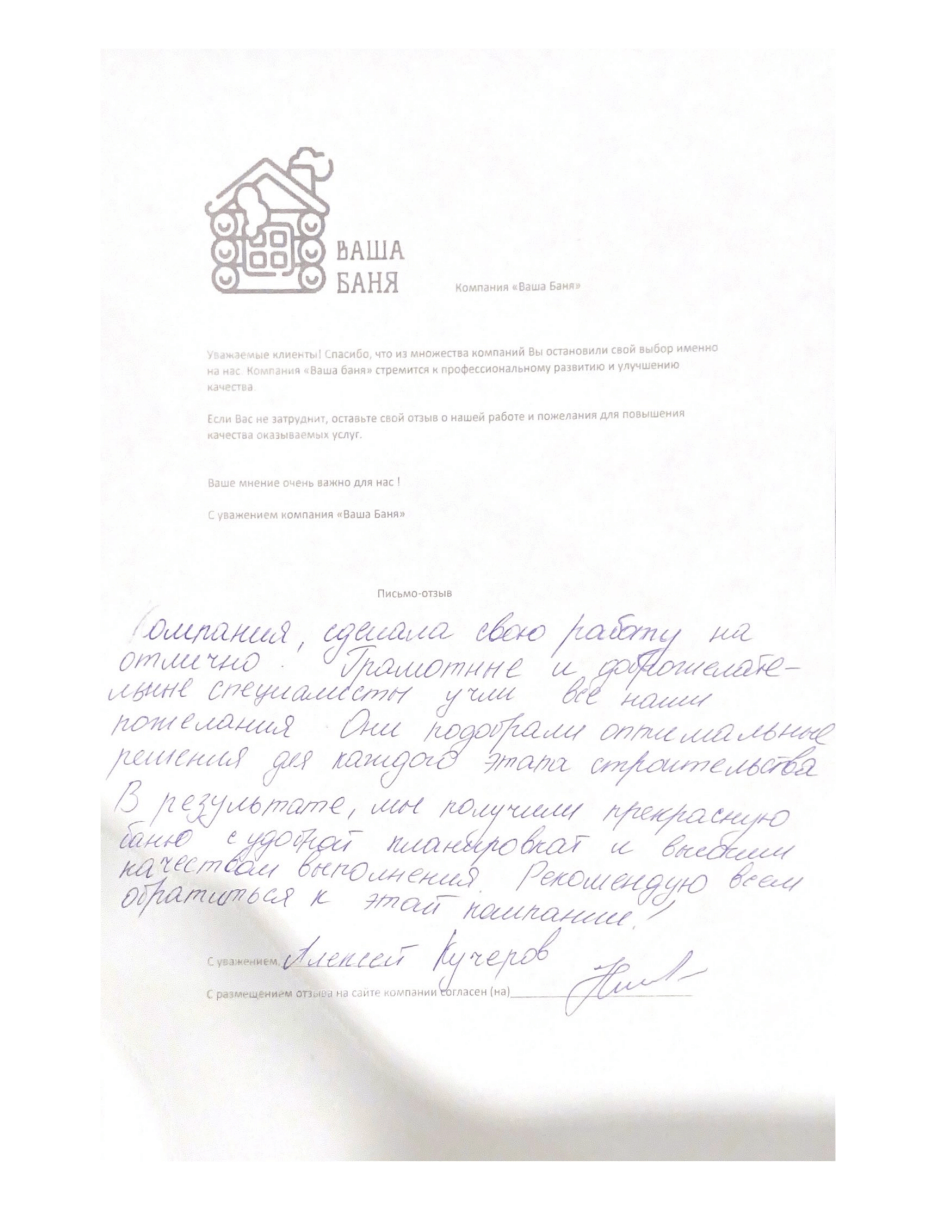 ВАША
БАНЯ
Компания «Ваша Баня»
Уважаемые клиенты! Спасибо, что из множества компаний Вы остановили свой выбор именно
на нас. Компания «Ваша баня» стремится к профессиональному развитию и улучшению
качества.
Если Вас не затруднит, оставьте свой отзыв о нашей работе и пожелания для повышения
качества оказываемых услуг.
Ваше мнение очень важно для нас !
С уважением компания «Ваша Баня»
Письмо-отзыв
Компания, сделала свою работу на
отлично. Грамотные и доброжелате-
льные специалисты учли все наши
пожелания. Они подобрали оптимальные
решения для каждого этапа строительства
В результате, мы получили прекрасную
баню с удобной планировкой и высоким
качеством выполнения. Рекомендую всем
обратиться к этой компании!
С уважением, Алексей Кучеров
С размещением отзыва на сайте компании согласен (на)